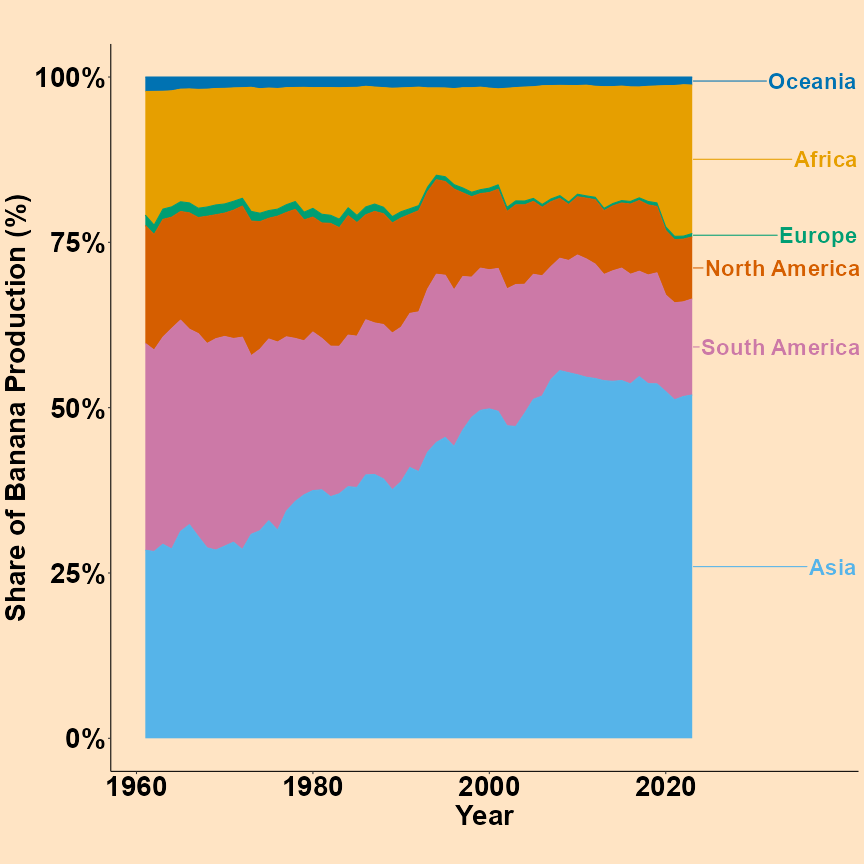 Share of Banana Production (%)
100%
75%
50%
25%
0%
1960
1980
2000
2020
Year
Oceania
Africa
Europe
North America
South America
Asia